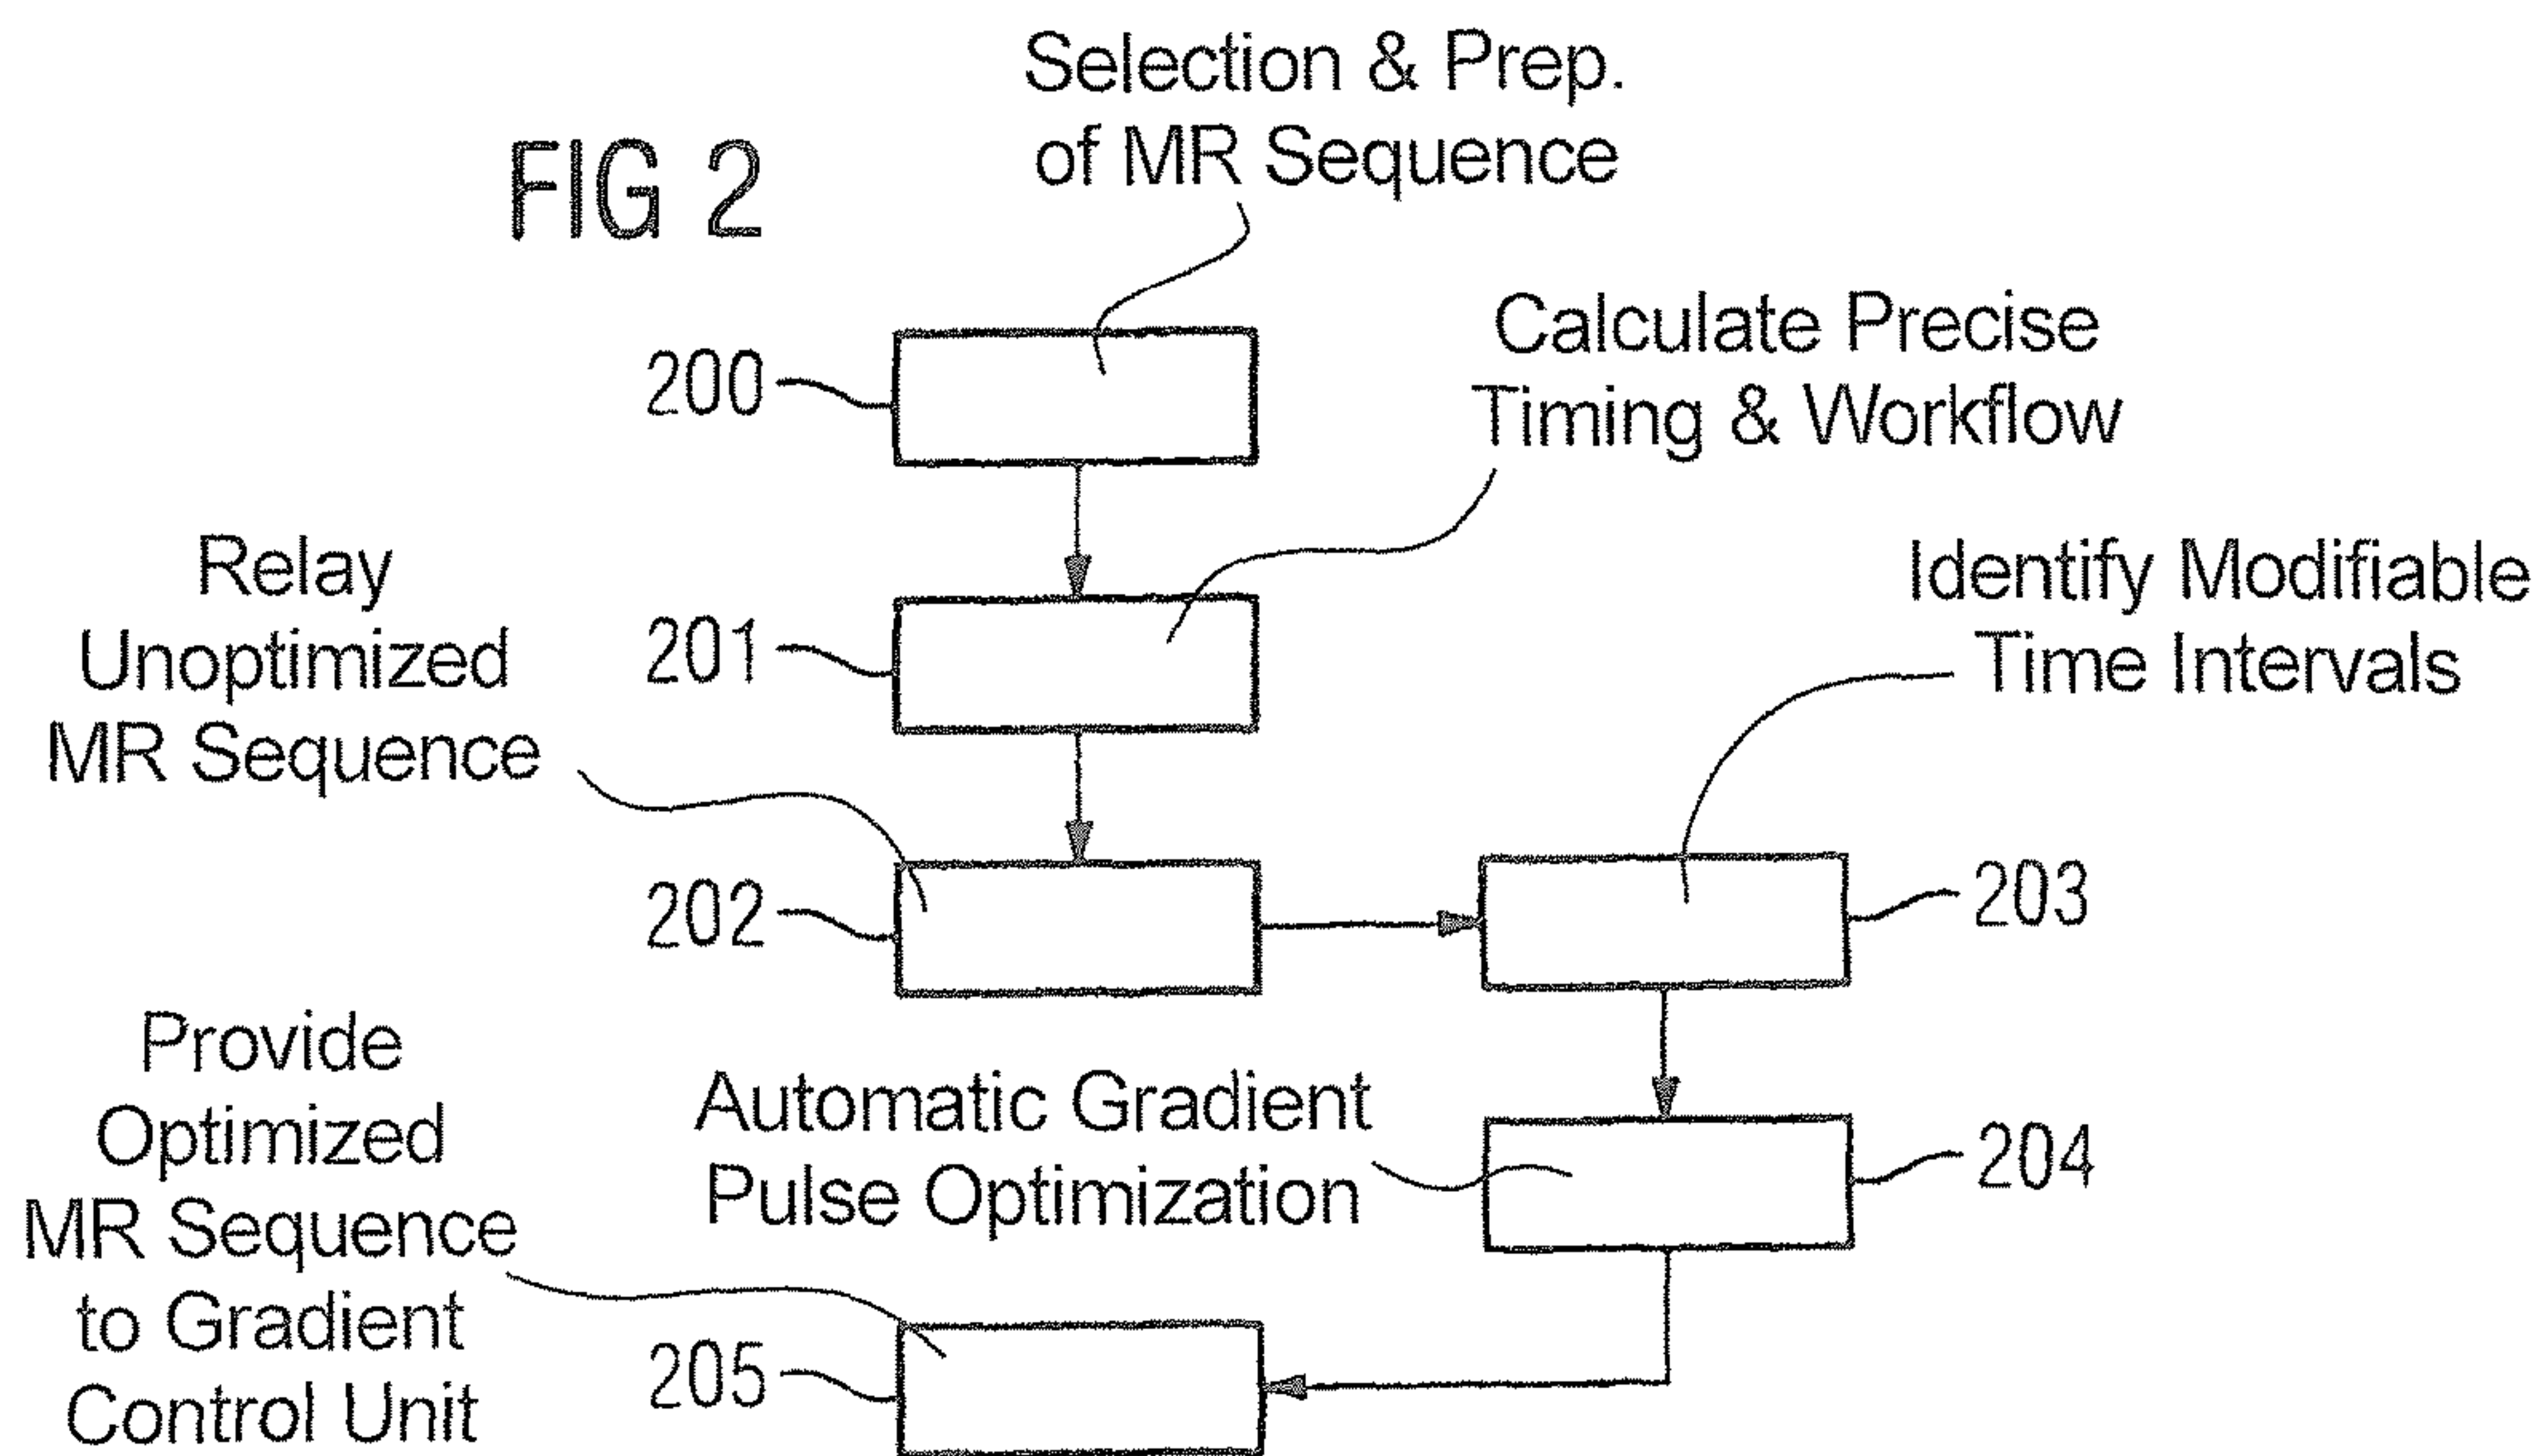 FIG 2
Selection & Prep.
of MR Sequence
200
Calculate Precise
Timing & Workflow
201
Relay
Unoptimized
MR Sequence
202
Identify Modifiable
Time Intervals
203
Automatic Gradient
Pulse Optimization
204
Provide
Optimized
MR Sequence
to Gradient
Control Unit
205